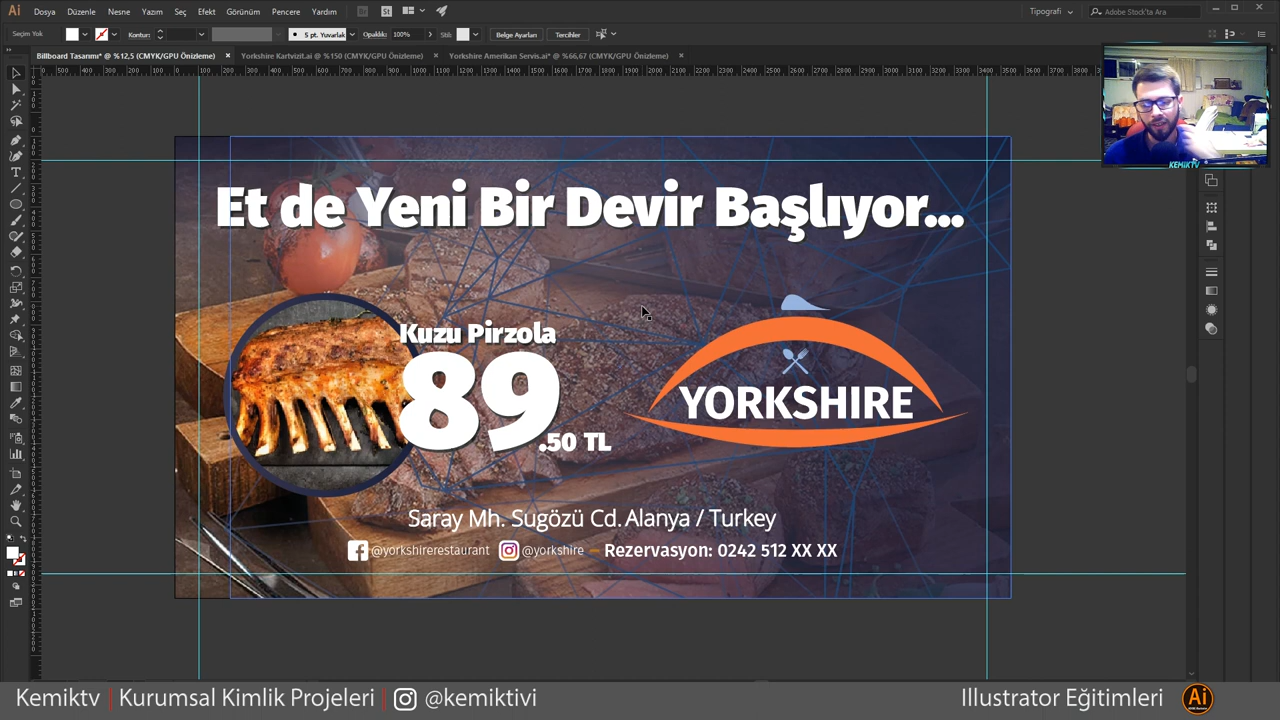 Ai Dosya Düzenle Nesne Yazım Seç Efekt Görünüm Pencere Yardım Br St Tipografi Adobe Stock'ta Ara
Seçim Yok Kontur: 5 pt. Yuvarlak Opaklık: 100% Stil: Belge Ayarları Tercihler
Billboard Tasarımı* @ %12,5 (CMYK/GPU Önizleme) × Yorkshire Kartvizit.ai @ %150 (CMYK/GPU Önizleme) × Yorkshire Amerikan Servis.ai* @ %66,67 (CMYK/GPU Önizleme) ×
KEMiKTV
Et de Yeni Bir Devir Başlıyor...
Kuzu Pirzola
89
.50 TL
YORKSHIRE
Saray Mh. Sugözü Cd. Alanya / Turkey
@yorkshirerestaurant @yorkshire Rezervasyon: 0242 512 XX XX
Kemiktv | Kurumsal Kimlik Projeleri | @kemiktivi Illustrator Eğitimleri Ai